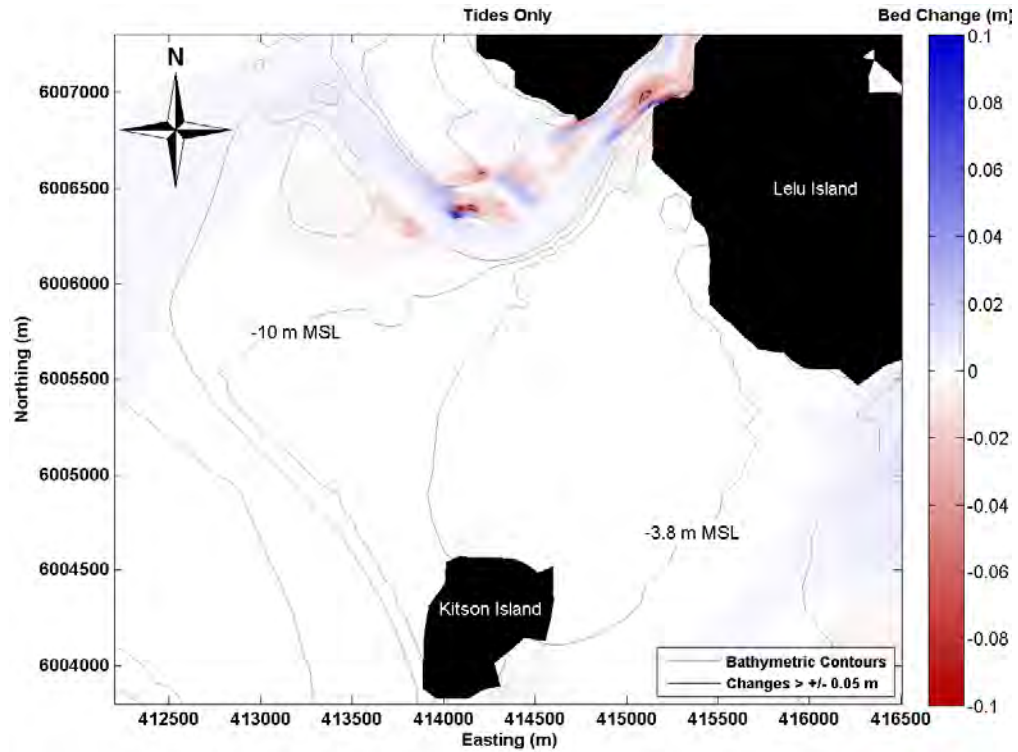 Tides Only
Bed Change (m)
N
Lelu Island
-10 m MSL
-3.8 m MSL
Kitson Island
Bathymetric Contours
Changes > +/- 0.05 m
6007000
6006500
6006000
6005500
6005000
6004500
6004000
Northing (m)
412500 413000 413500 414000 414500 415000 415500 416000 416500
Easting (m)
0.1
0.08
0.06
0.04
0.02
0
-0.02
-0.04
-0.06
-0.08
-0.1